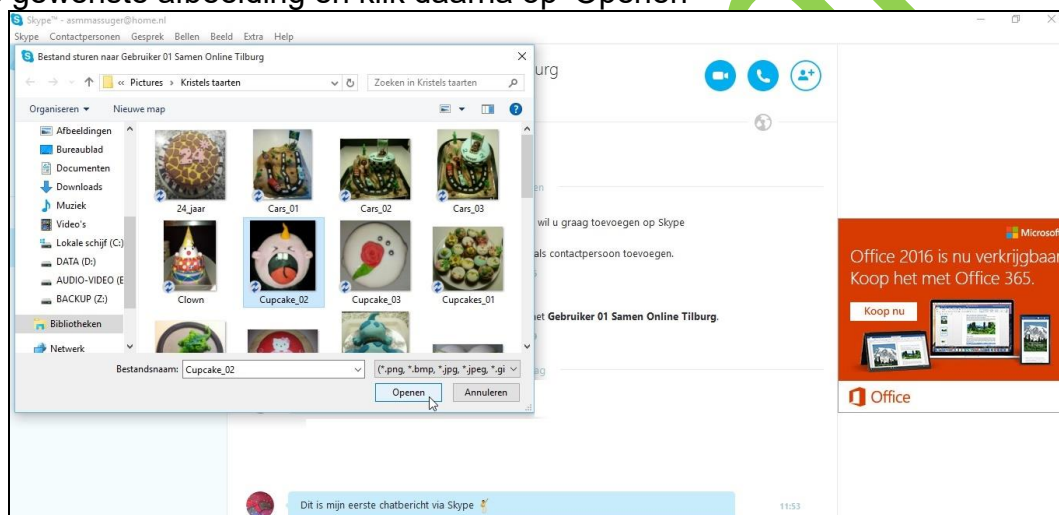 gewenste afbeelding en klik daarna op 'Openen'
Skype™ - asmmassuger@home.nl
Skype Contactpersonen Gesprek Bellen Beeld Extra Help
Bestand sturen naar Gebruiker 01 Samen Online Tilburg
« Pictures › Kristels taarten
Zoeken in Kristels taarten
Organiseren
Nieuwe map
Afbeeldingen
Bureaublad
Documenten
Downloads
Muziek
Video's
Lokale schijf (C:)
DATA (D:)
AUDIO-VIDEO (E
BACKUP (Z:)
Bibliotheken
Netwerk
24_jaar
Cars_01
Cars_02
Cars_03
Clown
Cupcake_02
Cupcake_03
Cupcakes_01
Bestandsnaam: Cupcake_02
(*.png, *.bmp, *.jpg, *.jpeg, *.gi
Openen
Annuleren
urg
en
wil u graag toevoegen op Skype
als contactpersoon toevoegen.
et Gebruiker 01 Samen Online Tilburg.
ag
Dit is mijn eerste chatbericht via Skype
11:53
Microsoft
Office 2016 is nu verkrijgbaar
Koop het met Office 365.
Koop nu
Office